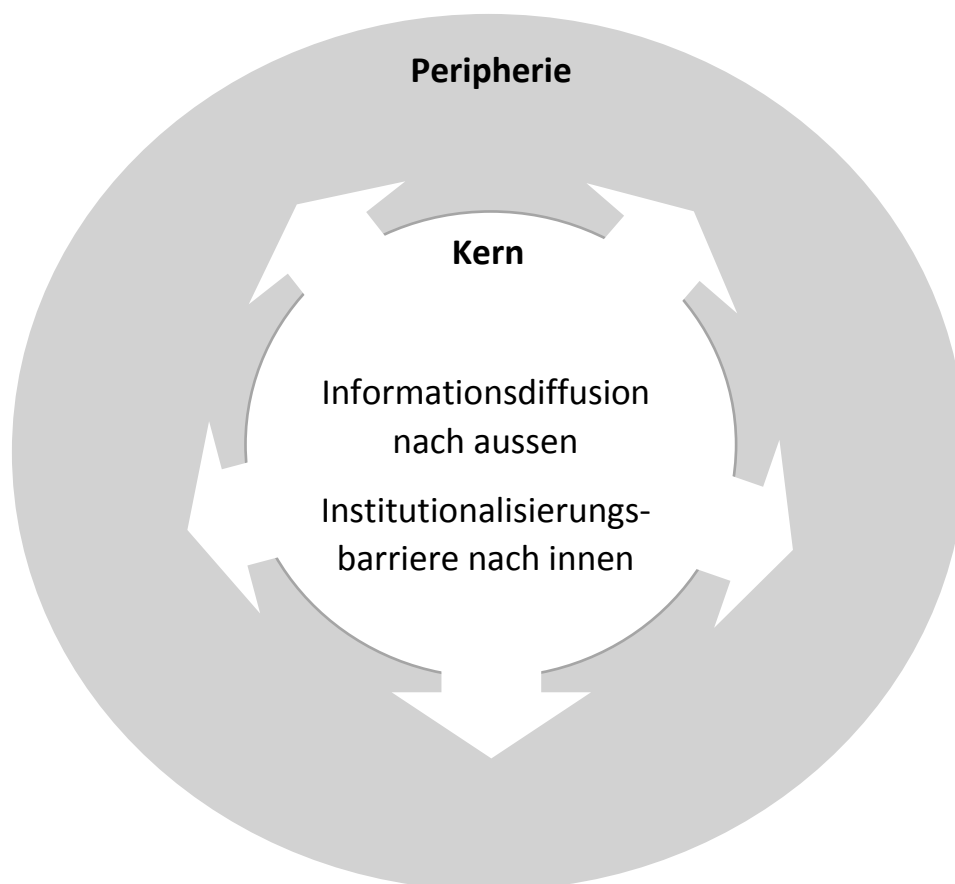 Peripherie
Kern
Informationsdiffusion
nach aussen
Institutionalisierungs-
barriere nach innen